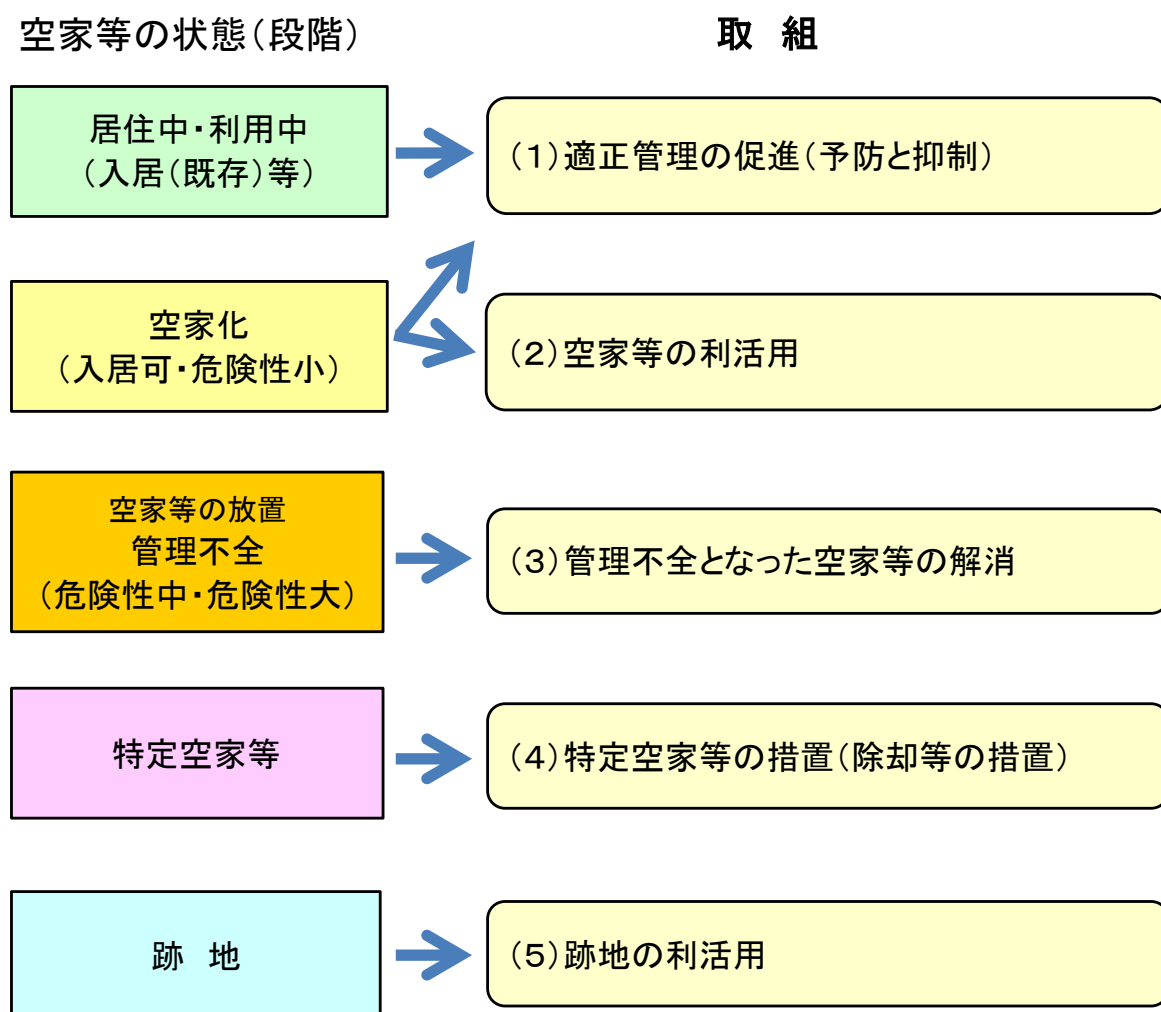 空家等の状態(段階)
取 組
居住中・利用中
(入居(既存)等)
(1)適正管理の促進(予防と抑制)
空家化
(入居可・危険性小)
(2)空家等の利活用
空家等の放置
管理不全
(危険性中・危険性大)
(3)管理不全となった空家等の解消
特定空家等
(4)特定空家等の措置(除却等の措置)
跡 地
(5)跡地の利活用